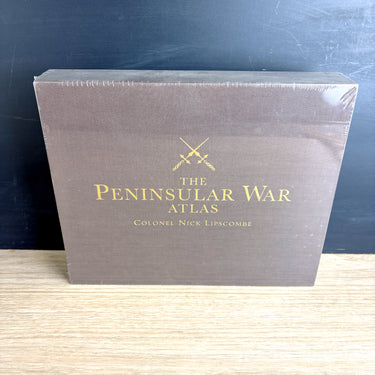 THE
PENINSULAR WAR
ATLAS
COLONEL NICK LIPSCOMBE